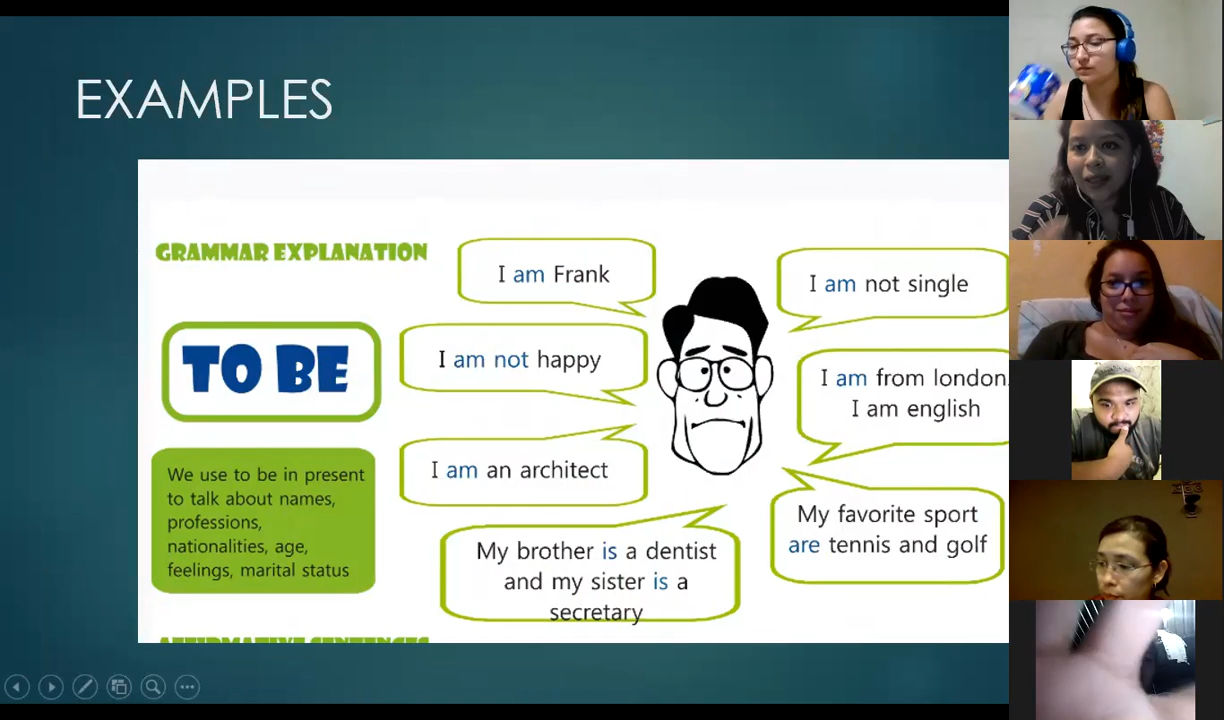 EXAMPLES
GRAMMAR EXPLANATION
TO BE
We use to be in present
to talk about names,
professions,
nationalities, age,
feelings, marital status
I am Frank
I am not happy
I am an architect
My brother is a dentist
and my sister is a
secretary
I am not single
I am from london,
I am english
My favorite sport
are tennis and golf
AFFIRMATIVE SENTENCES